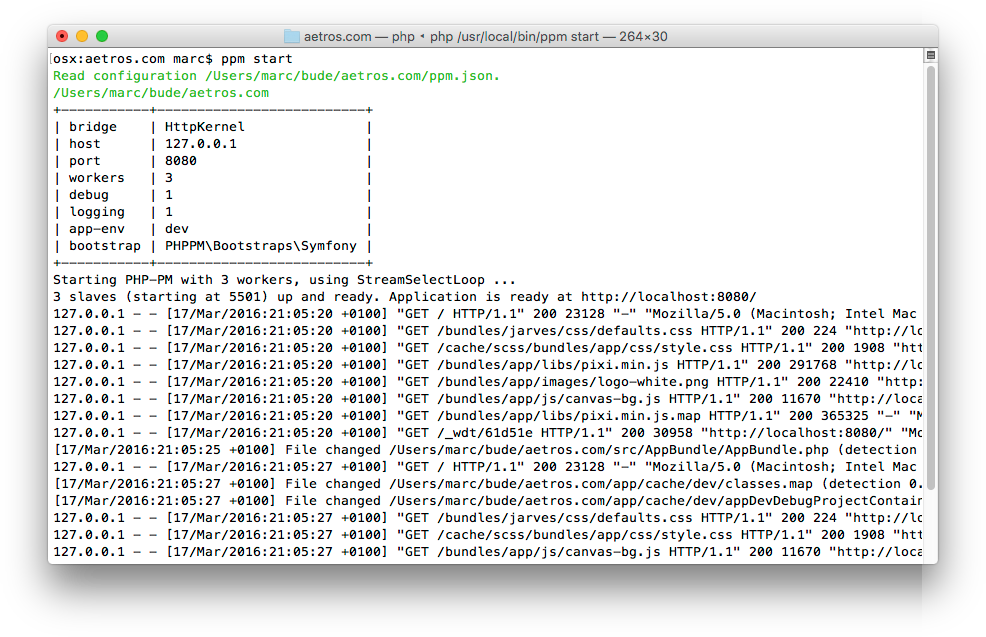 aetros.com — php ◂ php /usr/local/bin/ppm start — 264×30
[osx:aetros.com marc$ ppm start
Read configuration /Users/marc/bude/aetros.com/ppm.json.
/Users/marc/bude/aetros.com
+-----------+--------------------------+
| bridge    | HttpKernel               |
| host      | 127.0.0.1                |
| port      | 8080                     |
| workers   | 3                        |
| debug     | 1                        |
| logging   | 1                        |
| app-env   | dev                      |
| bootstrap | PHPPM\Bootstraps\Symfony |
+-----------+--------------------------+
Starting PHP-PM with 3 workers, using StreamSelectLoop ...
3 slaves (starting at 5501) up and ready. Application is ready at http://localhost:8080/
127.0.0.1 - - [17/Mar/2016:21:05:20 +0100] "GET / HTTP/1.1" 200 23128 "-" "Mozilla/5.0 (Macintosh; Intel Mac
127.0.0.1 - - [17/Mar/2016:21:05:20 +0100] "GET /bundles/jarves/css/defaults.css HTTP/1.1" 200 224 "http://lo
127.0.0.1 - - [17/Mar/2016:21:05:20 +0100] "GET /cache/scss/bundles/app/css/style.css HTTP/1.1" 200 1908 "htt
127.0.0.1 - - [17/Mar/2016:21:05:20 +0100] "GET /bundles/app/libs/pixi.min.js HTTP/1.1" 200 291768 "http://lo
127.0.0.1 - - [17/Mar/2016:21:05:20 +0100] "GET /bundles/app/images/logo-white.png HTTP/1.1" 200 22410 "http:
127.0.0.1 - - [17/Mar/2016:21:05:20 +0100] "GET /bundles/app/js/canvas-bg.js HTTP/1.1" 200 11670 "http://loca
127.0.0.1 - - [17/Mar/2016:21:05:20 +0100] "GET /bundles/app/libs/pixi.min.js.map HTTP/1.1" 200 365325 "-" "M
127.0.0.1 - - [17/Mar/2016:21:05:20 +0100] "GET /_wdt/61d51e HTTP/1.1" 200 30958 "http://localhost:8080/" "Mo
[17/Mar/2016:21:05:25 +0100] File changed /Users/marc/bude/aetros.com/src/AppBundle/AppBundle.php (detection
127.0.0.1 - - [17/Mar/2016:21:05:27 +0100] "GET / HTTP/1.1" 200 23128 "-" "Mozilla/5.0 (Macintosh; Intel Mac
[17/Mar/2016:21:05:27 +0100] File changed /Users/marc/bude/aetros.com/app/cache/dev/classes.map (detection 0.
[17/Mar/2016:21:05:27 +0100] File changed /Users/marc/bude/aetros.com/app/cache/dev/appDevDebugProjectContain
127.0.0.1 - - [17/Mar/2016:21:05:27 +0100] "GET /bundles/jarves/css/defaults.css HTTP/1.1" 200 224 "http://lo
127.0.0.1 - - [17/Mar/2016:21:05:27 +0100] "GET /cache/scss/bundles/app/css/style.css HTTP/1.1" 200 1908 "htt
127.0.0.1 - - [17/Mar/2016:21:05:27 +0100] "GET /bundles/app/js/canvas-bg.js HTTP/1.1" 200 11670 "http://loca